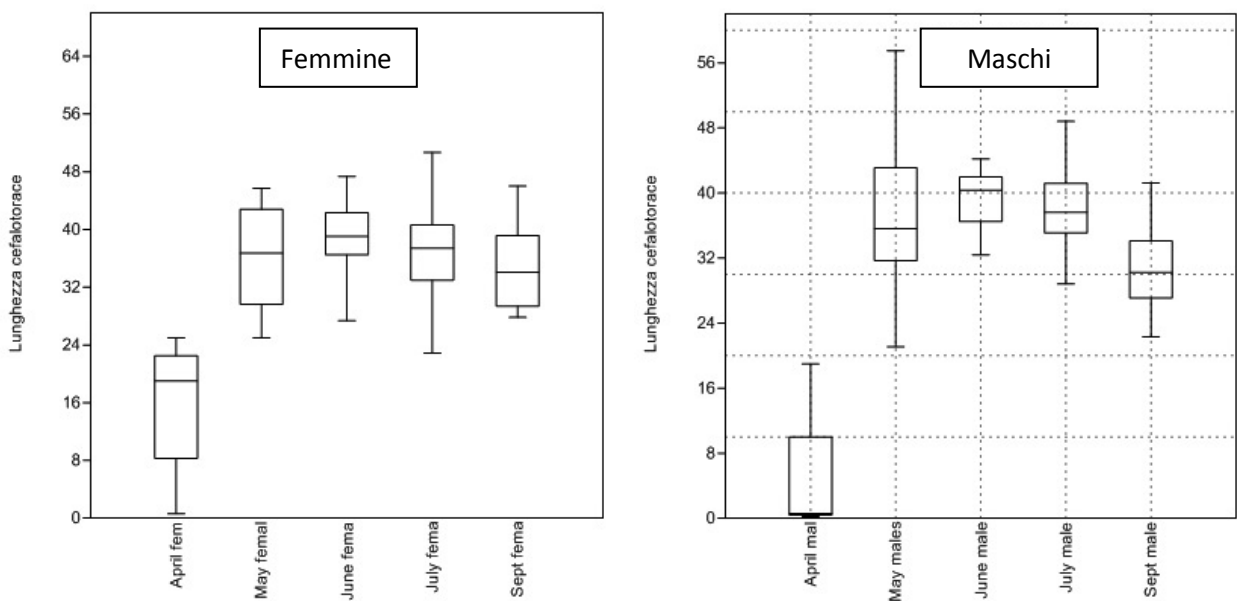 Femmine
Lunghezza cefalotorace
64
56
48
40
32
24
16
8
0
April fem
May femal
June fema
July fema
Sept fema
Maschi
Lunghezza cefalotorace
56
48
40
32
24
16
8
0
April mal
May males
June male
July male
Sept male